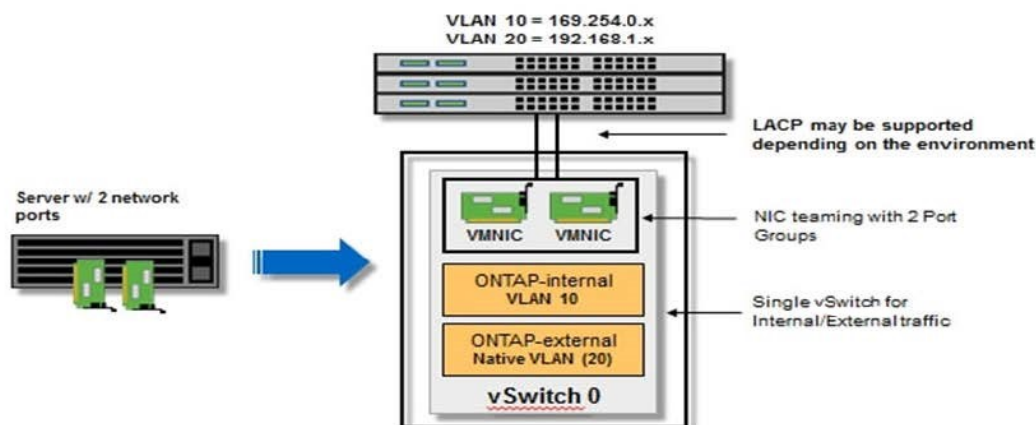 VLAN 10 = 169.254.0.x
VLAN 20 = 192.168.1.x
LACP may be supported
depending on the environment
Server w/ 2 network
ports
VMNIC
VMNIC
NIC teaming with 2 Port
Groups
ONTAP-internal
VLAN 10
Single vSwitch for
Internal/External traffic
ONTAP-external
Native VLAN (20)
vSwitch 0